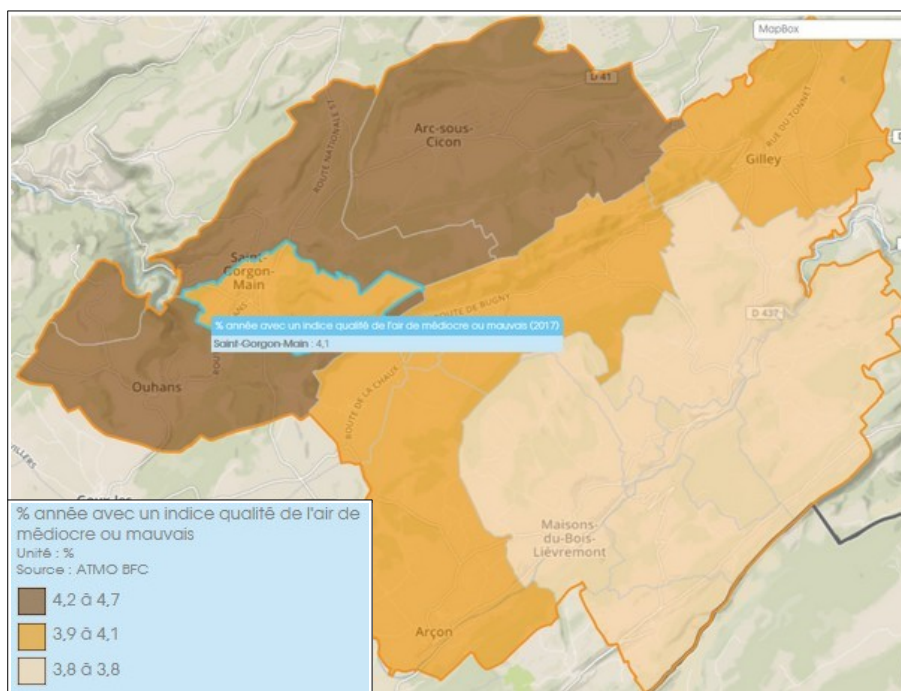 MapBox
D 41
Arc-sous-
Cicon
ROUTE NATIONALE 57
RUE DU TONNET
Gilley
D
Saint-
Gorgon-
Main
ROUTE DE BUGNY
D 437
% année avec un indice qualité de l'air de médiocre ou mauvais (2017)
Saint-Gorgon-Main : 4,1
Ouhans
ROUTE DE LA CHAUX
VILLERS
Maisons-
du-Bois-
Lièvremont
Arçon
% année avec un indice qualité de l'air de
médiocre ou mauvais
Unité : %
Source : ATMO BFC
4,2 à 4,7
3,9 à 4,1
3,8 à 3,8